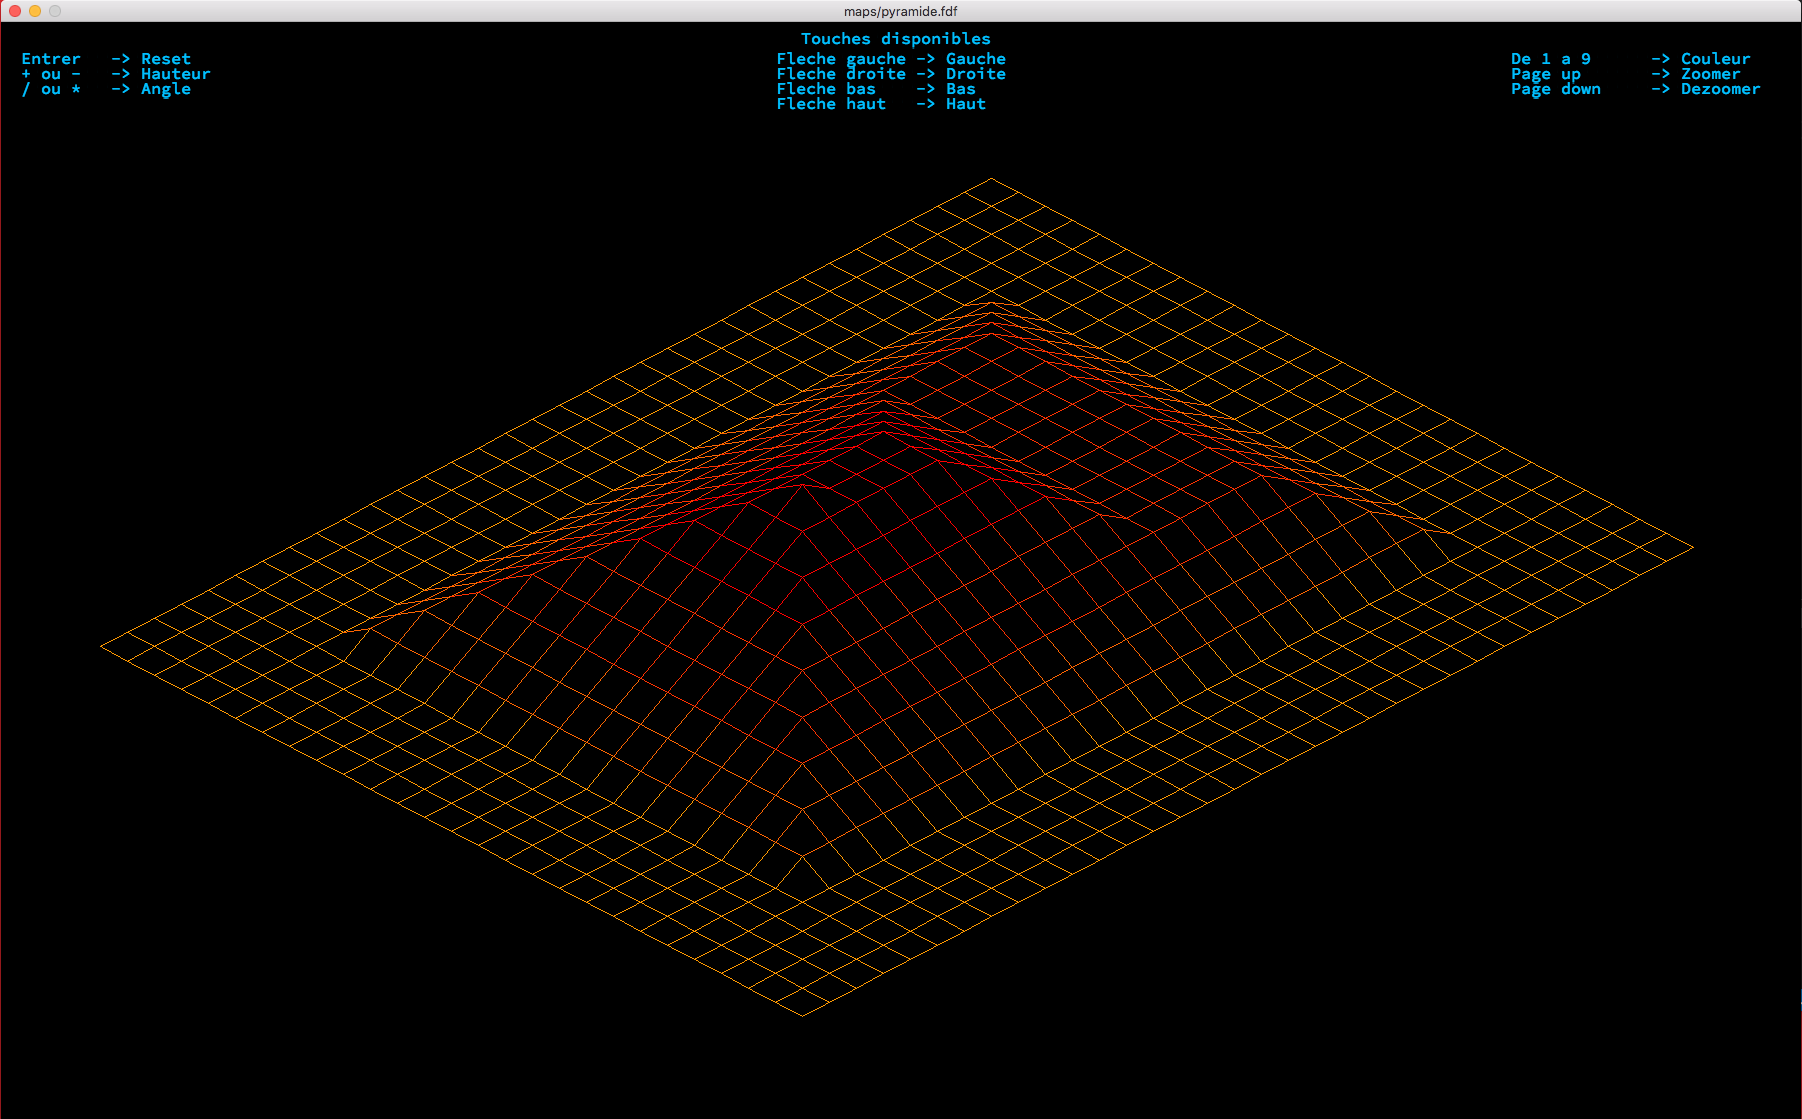 maps/pyramide.fdf
Touches disponibles
Entrer -> Reset
+ ou - -> Hauteur
/ ou * -> Angle
Fleche gauche -> Gauche
Fleche droite -> Droite
Fleche bas -> Bas
Fleche haut -> Haut
De 1 a 9 -> Couleur
Page up -> Zoomer
Page down -> Dezoomer